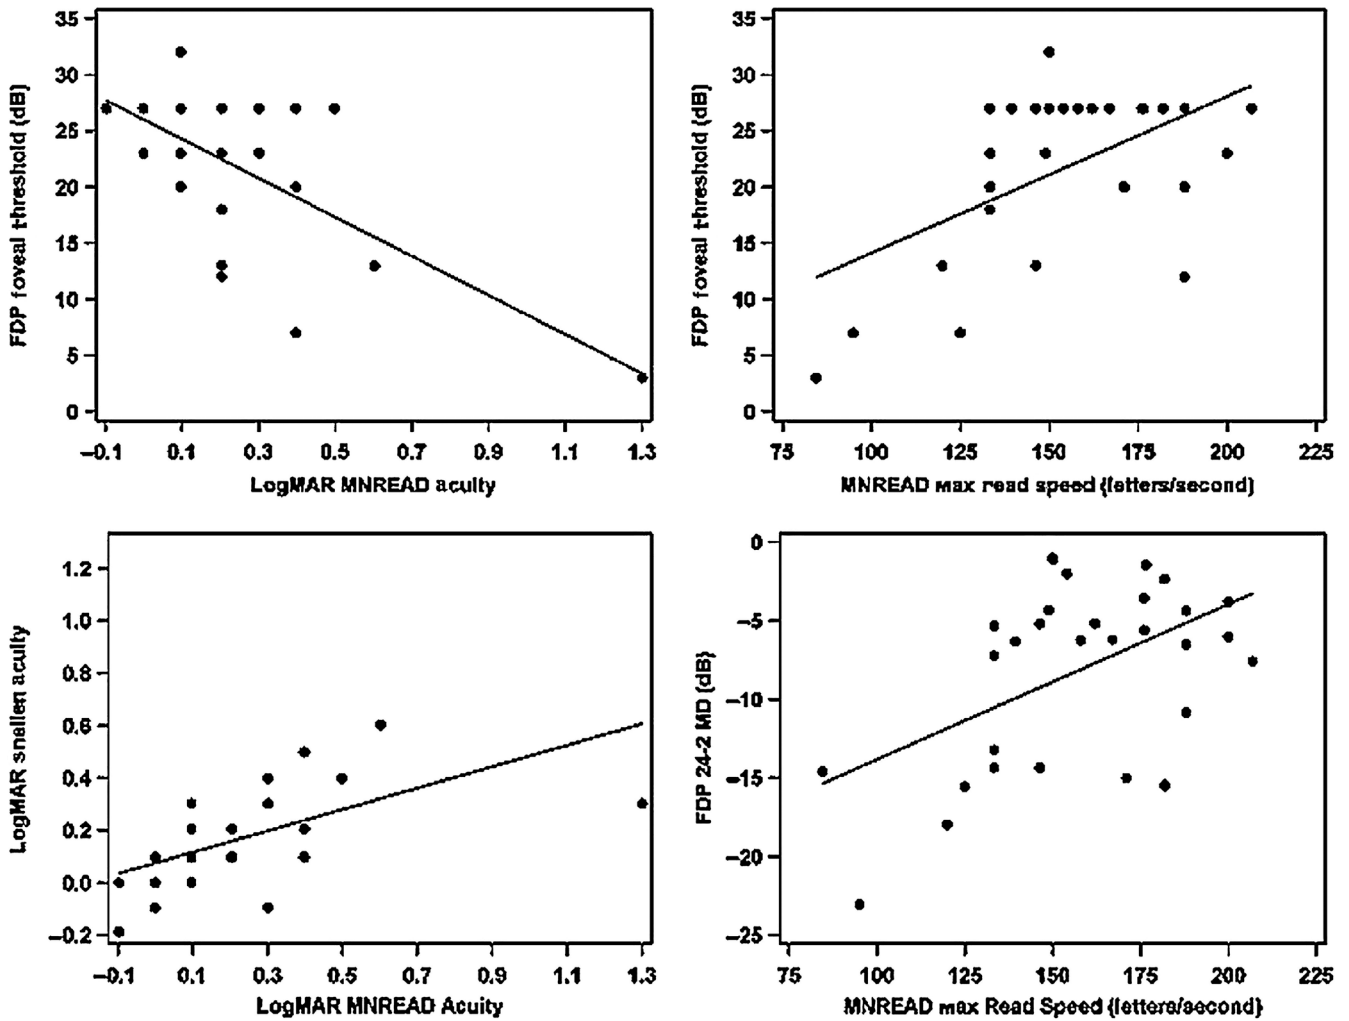 FDP foveal threshold (dB)
35
30
25
20
15
10
5
0
–0.1 0.1 0.3 0.5 0.7 0.9 1.1 1.3
LogMAR MNREAD acuity
FDP foveal threshold (dB)
35
30
25
20
15
10
5
0
75 100 125 150 175 200 225
MNREAD max read speed (letters/second)
LogMAR snallen acuity
1.2
1.0
0.8
0.6
0.4
0.2
0.0
–0.2
–0.1 0.1 0.3 0.5 0.7 0.9 1.1 1.3
LogMAR MNREAD Acuity
FDP 24-2 MD (dB)
0
–5
–10
–15
–20
–25
75 100 125 150 175 200 225
MNREAD max Read Speed (letters/second)